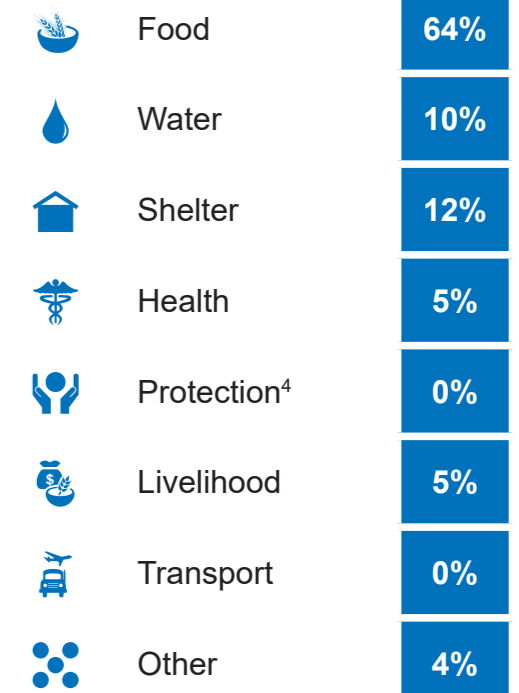 Food 64%
Water 10%
Shelter 12%
Health 5%
Protection⁴ 0%
$ Livelihood 5%
Transport 0%
Other 4%